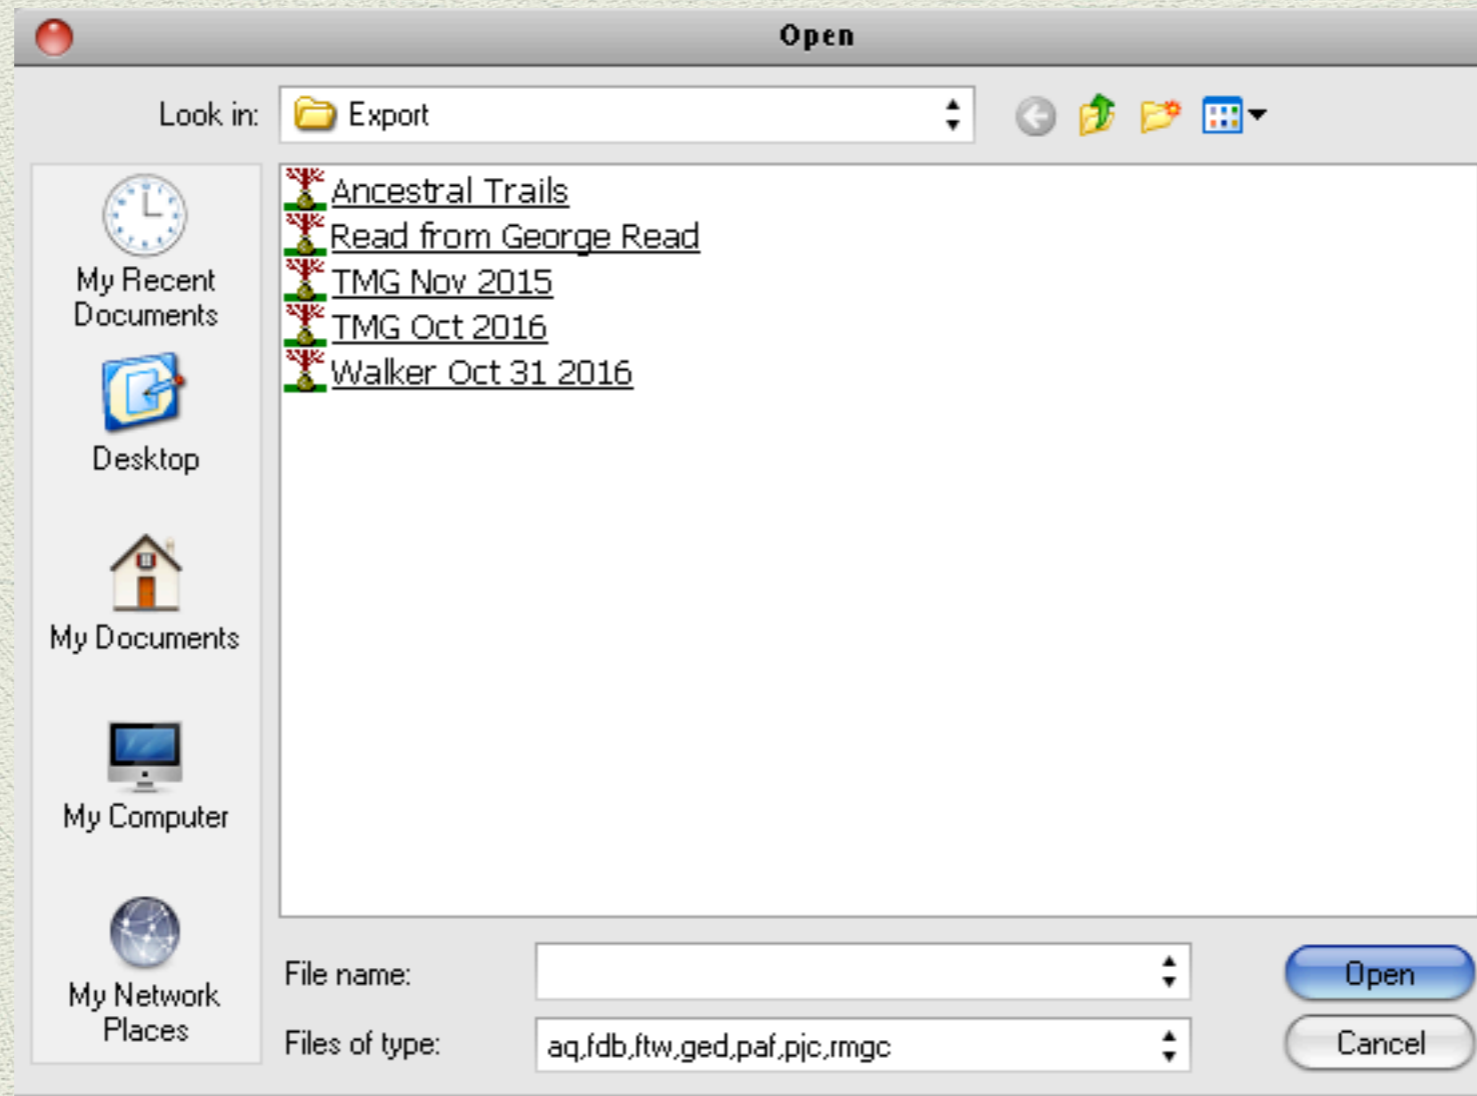 Open
Look in: Export
My Recent
Documents
Desktop
My Documents
My Computer
My Network
Places
Ancestral Trails
Read from George Read
TMG Nov 2015
TMG Oct 2016
Walker Oct 31 2016
File name:
Open
Files of type: aq,fdb,ftw,ged,paf,pjc,rmgc
Cancel